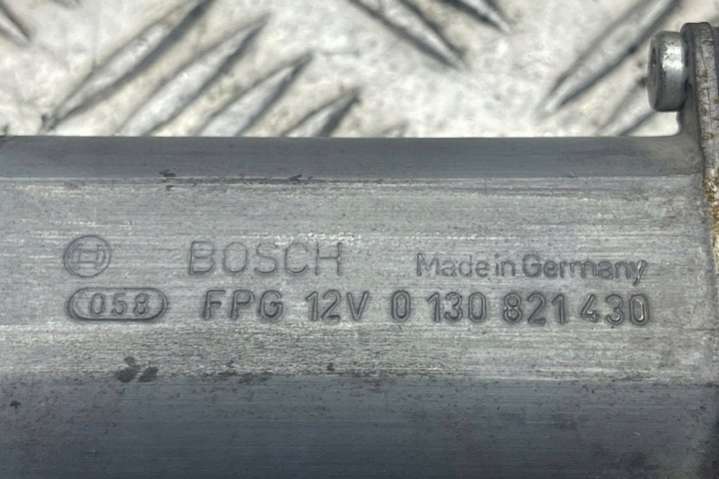 BOSCH Made in Germany
058 FPG 12V 0 130 821 430